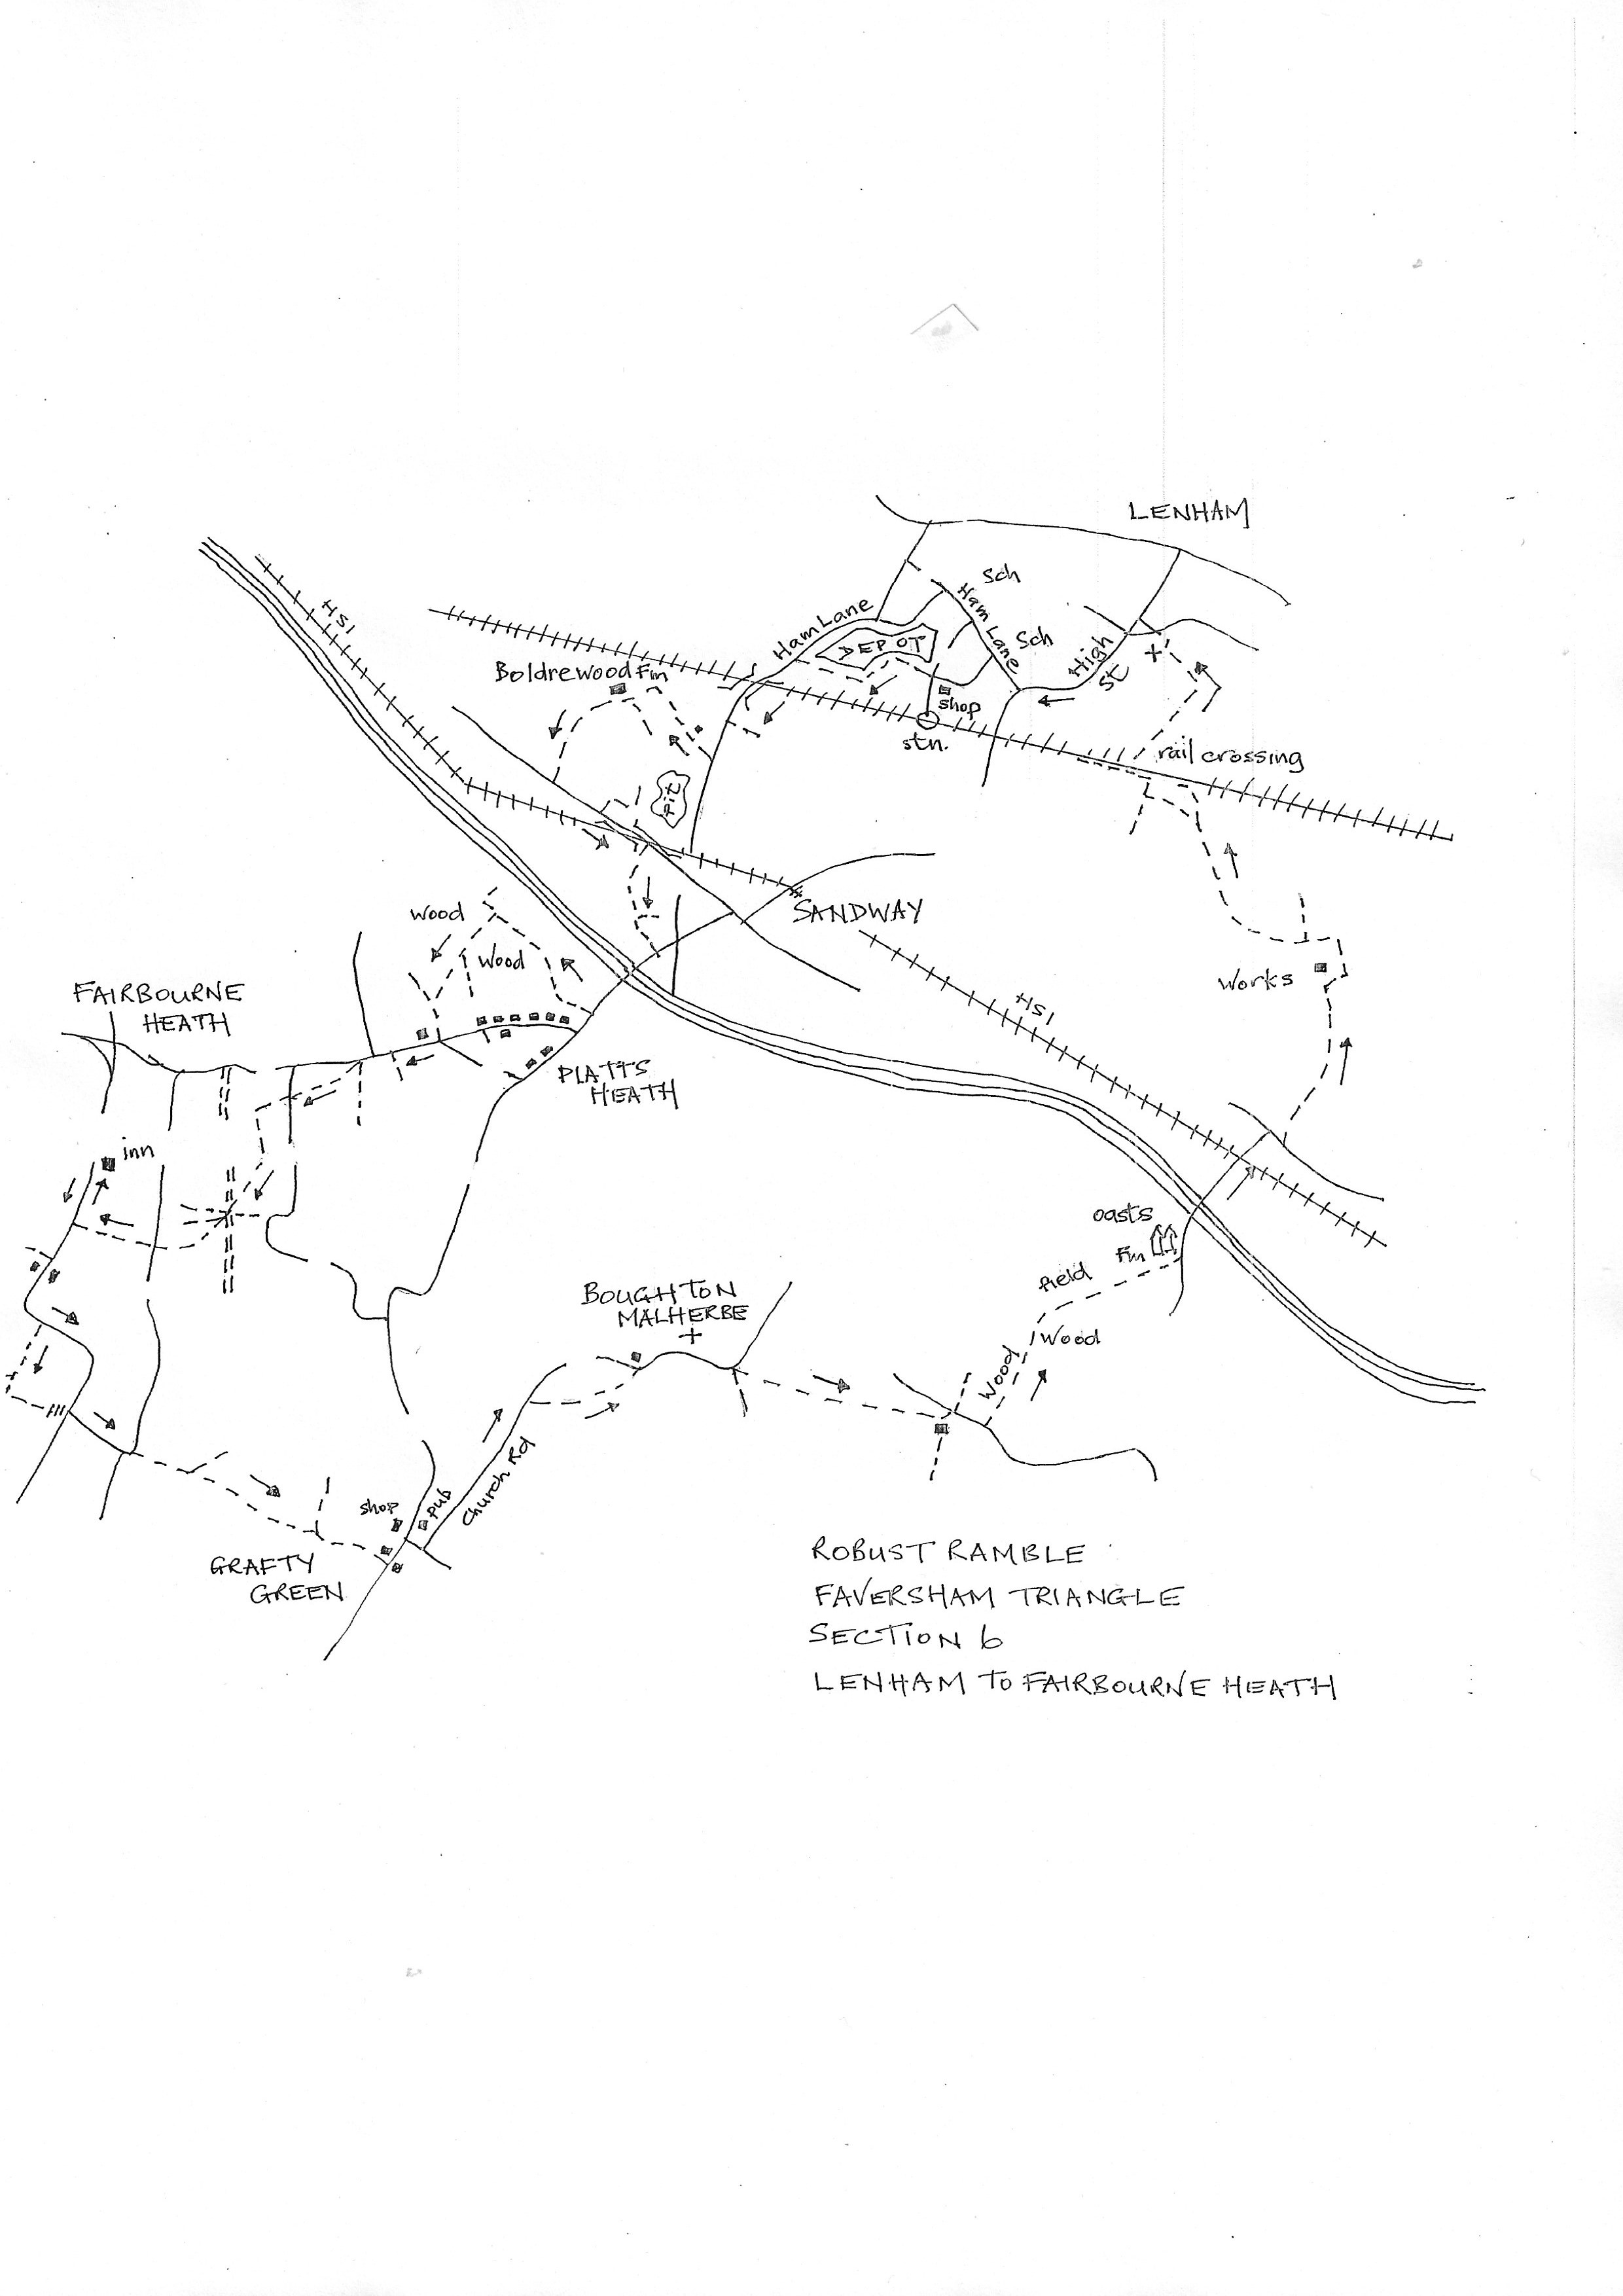 LENHAM
Sch
Ham Lane
Sch
Ham Lane
DEPOT
High
St
HS1
Boldrewood Fm
shop
stn.
rail crossing
Pit
SANDWAY
wood
wood
works
HS1
FAIRBOURNE
HEATH
PLATTS
HEATH
inn
oasts
Fm
field
BOUGHTON
MALHERBE
Wood
Wood
shop
pub
Church Rd
GRAFTY
GREEN
ROBUST RAMBLE
FAVERSHAM TRIANGLE
SECTION 6
LENHAM TO FAIRBOURNE HEATH